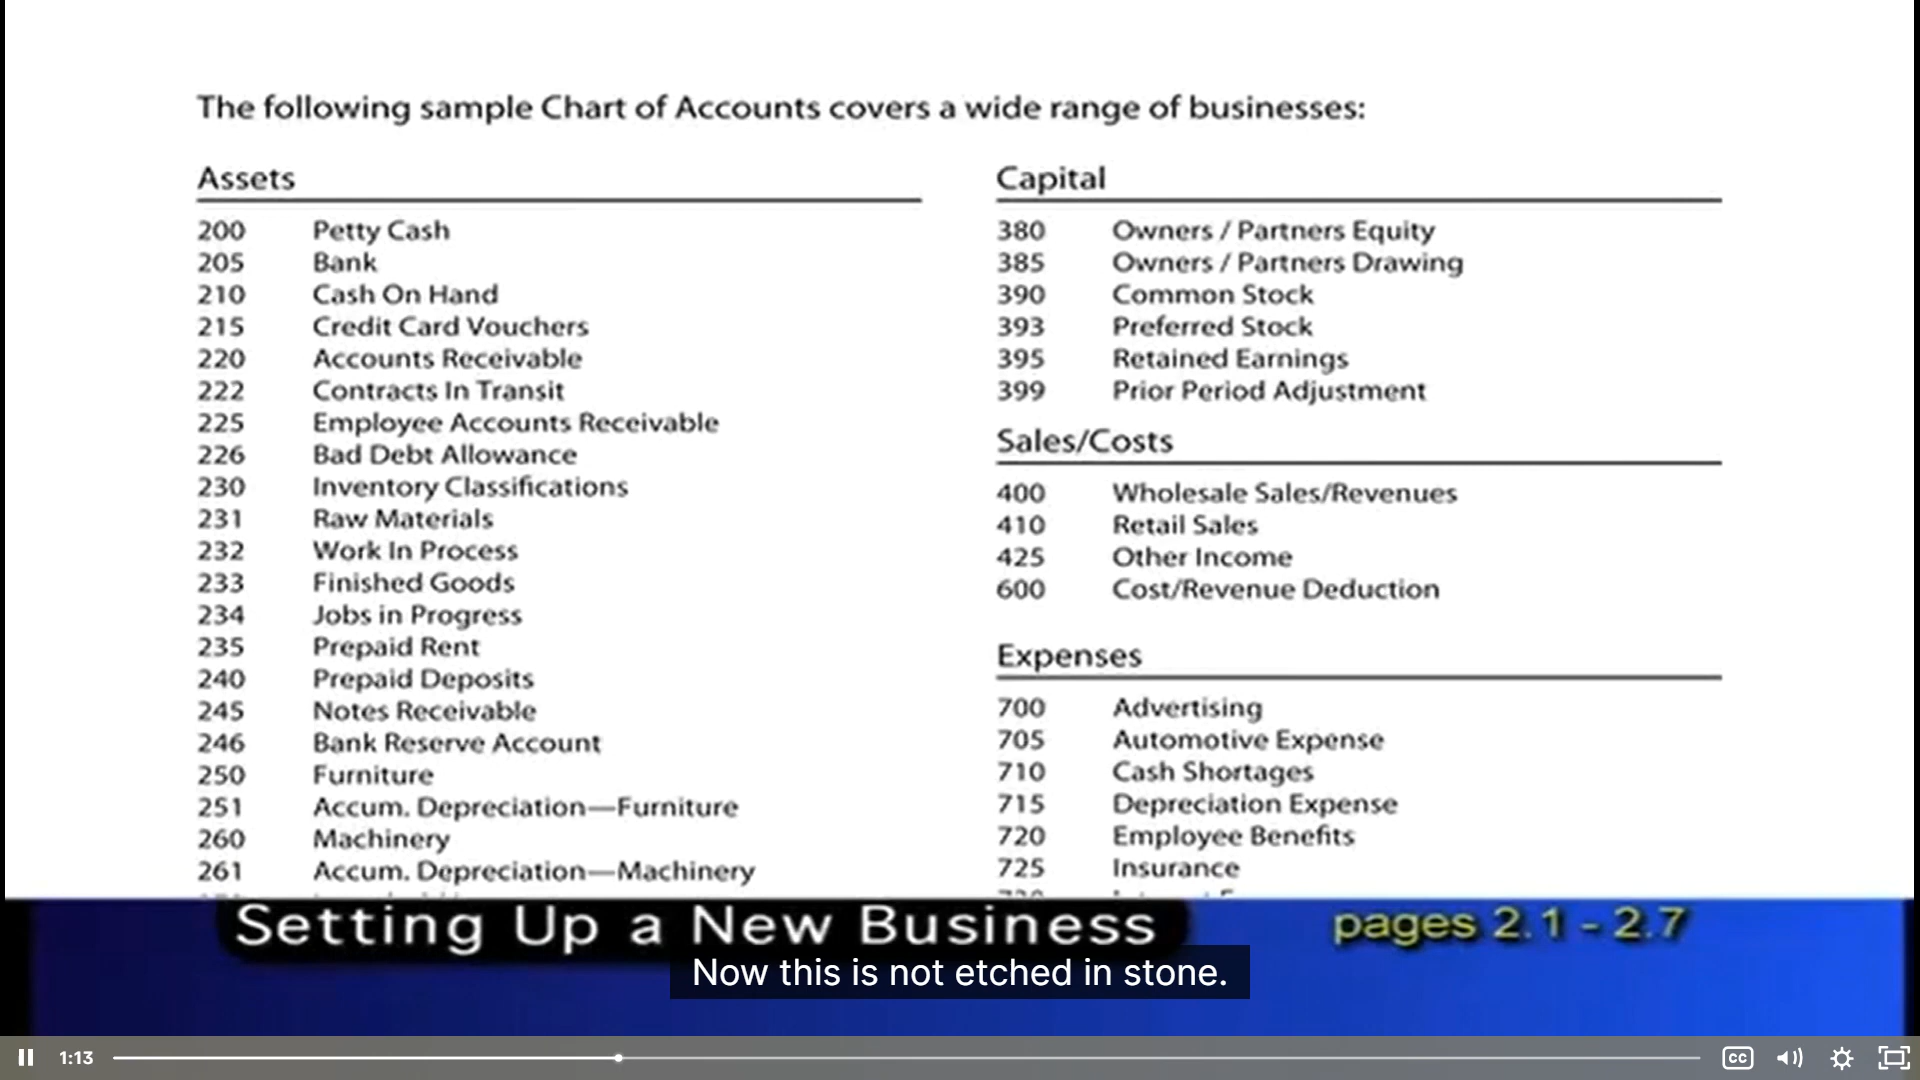 The following sample Chart of Accounts covers a wide range of businesses:
Assets
200 Petty Cash
205 Bank
210 Cash On Hand
215 Credit Card Vouchers
220 Accounts Receivable
222 Contracts In Transit
225 Employee Accounts Receivable
226 Bad Debt Allowance
230 Inventory Classifications
231 Raw Materials
232 Work In Process
233 Finished Goods
234 Jobs in Progress
235 Prepaid Rent
240 Prepaid Deposits
245 Notes Receivable
246 Bank Reserve Account
250 Furniture
251 Accum. Depreciation—Furniture
260 Machinery
261 Accum. Depreciation—Machinery
Capital
380 Owners / Partners Equity
385 Owners / Partners Drawing
390 Common Stock
393 Preferred Stock
395 Retained Earnings
399 Prior Period Adjustment
Sales/Costs
400 Wholesale Sales/Revenues
410 Retail Sales
425 Other Income
600 Cost/Revenue Deduction
Expenses
700 Advertising
705 Automotive Expense
710 Cash Shortages
715 Depreciation Expense
720 Employee Benefits
725 Insurance
Setting Up a New Business
pages 2.1 - 2.7
Now this is not etched in stone.
1:13
CC